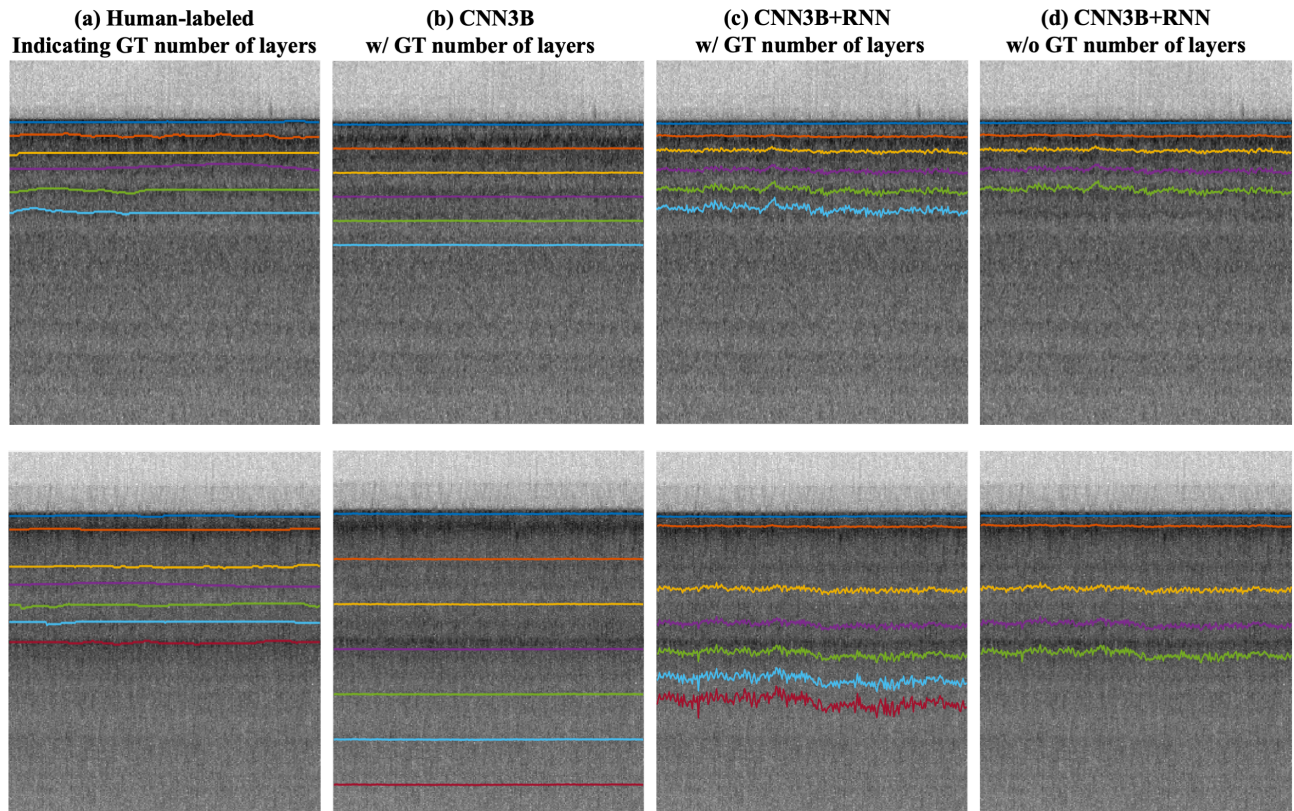 (a) Human-labeled
Indicating GT number of layers
(b) CNN3B
w/ GT number of layers
(c) CNN3B+RNN
w/ GT number of layers
(d) CNN3B+RNN
w/o GT number of layers